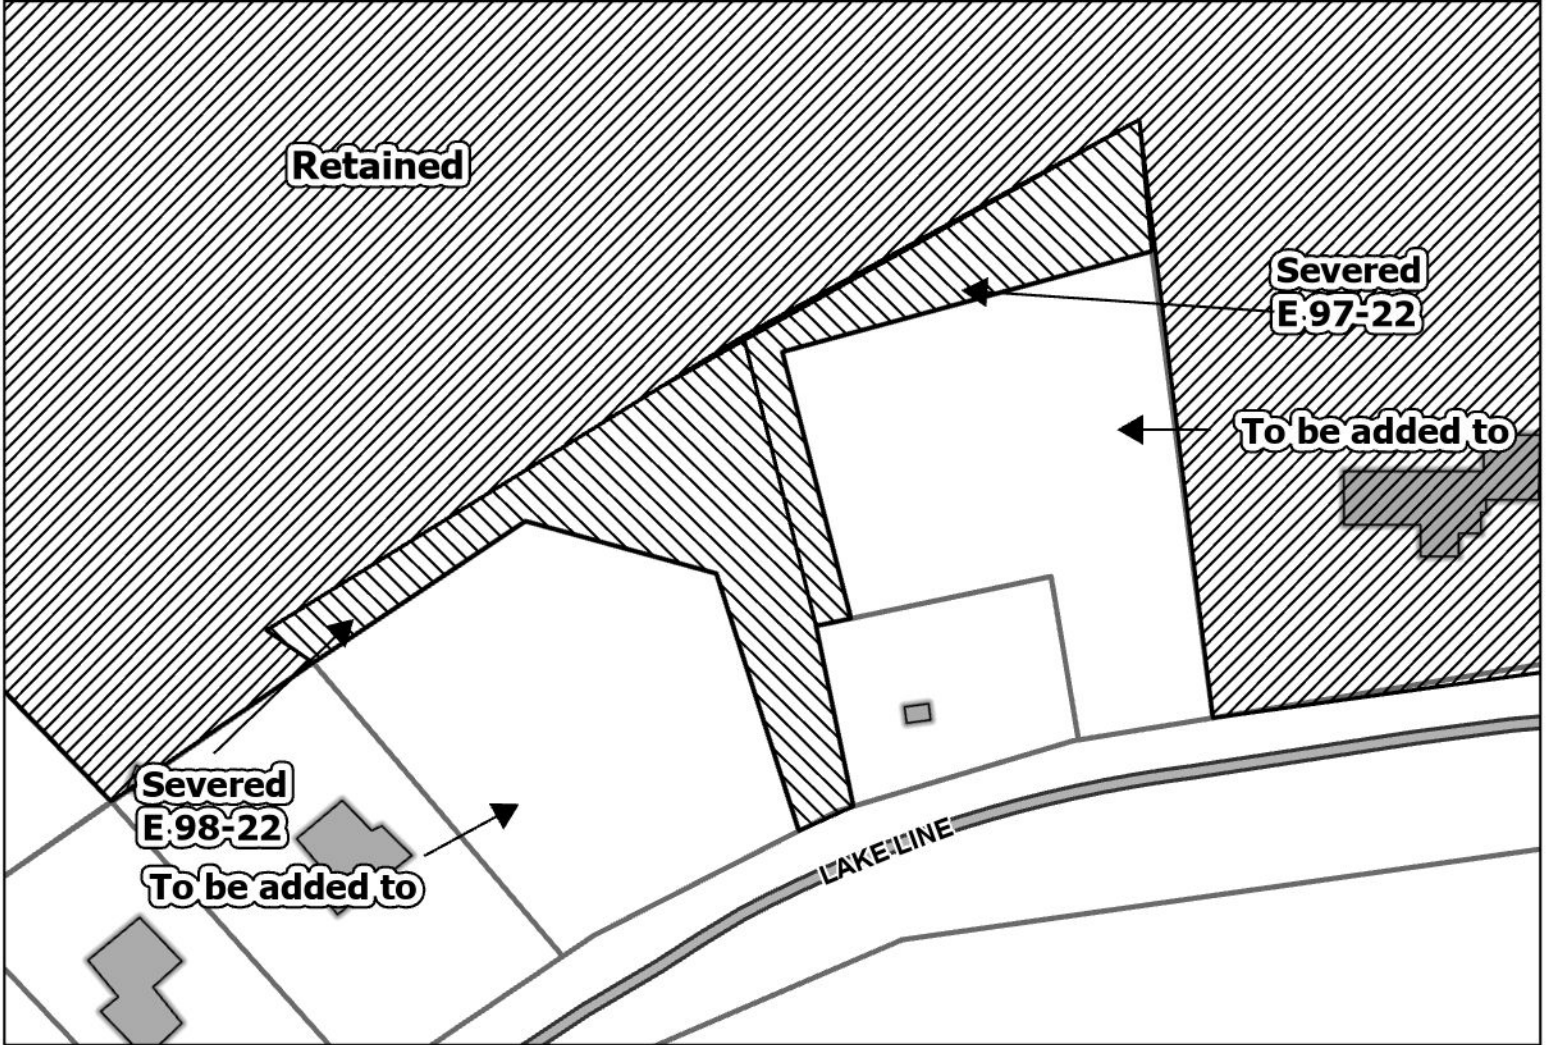 Retained
Severed
E 97-22
To be added to
Severed
E 98-22
To be added to
LAKE LINE